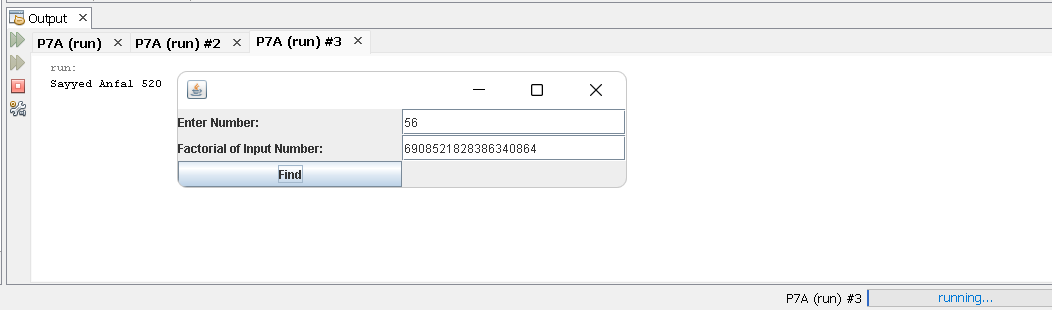 Output
P7A (run) P7A (run) #2 P7A (run) #3
run:
Sayyed Anfal 520
Enter Number: 56
Factorial of Input Number: 6908521828386340864
Find
P7A (run) #3 running...